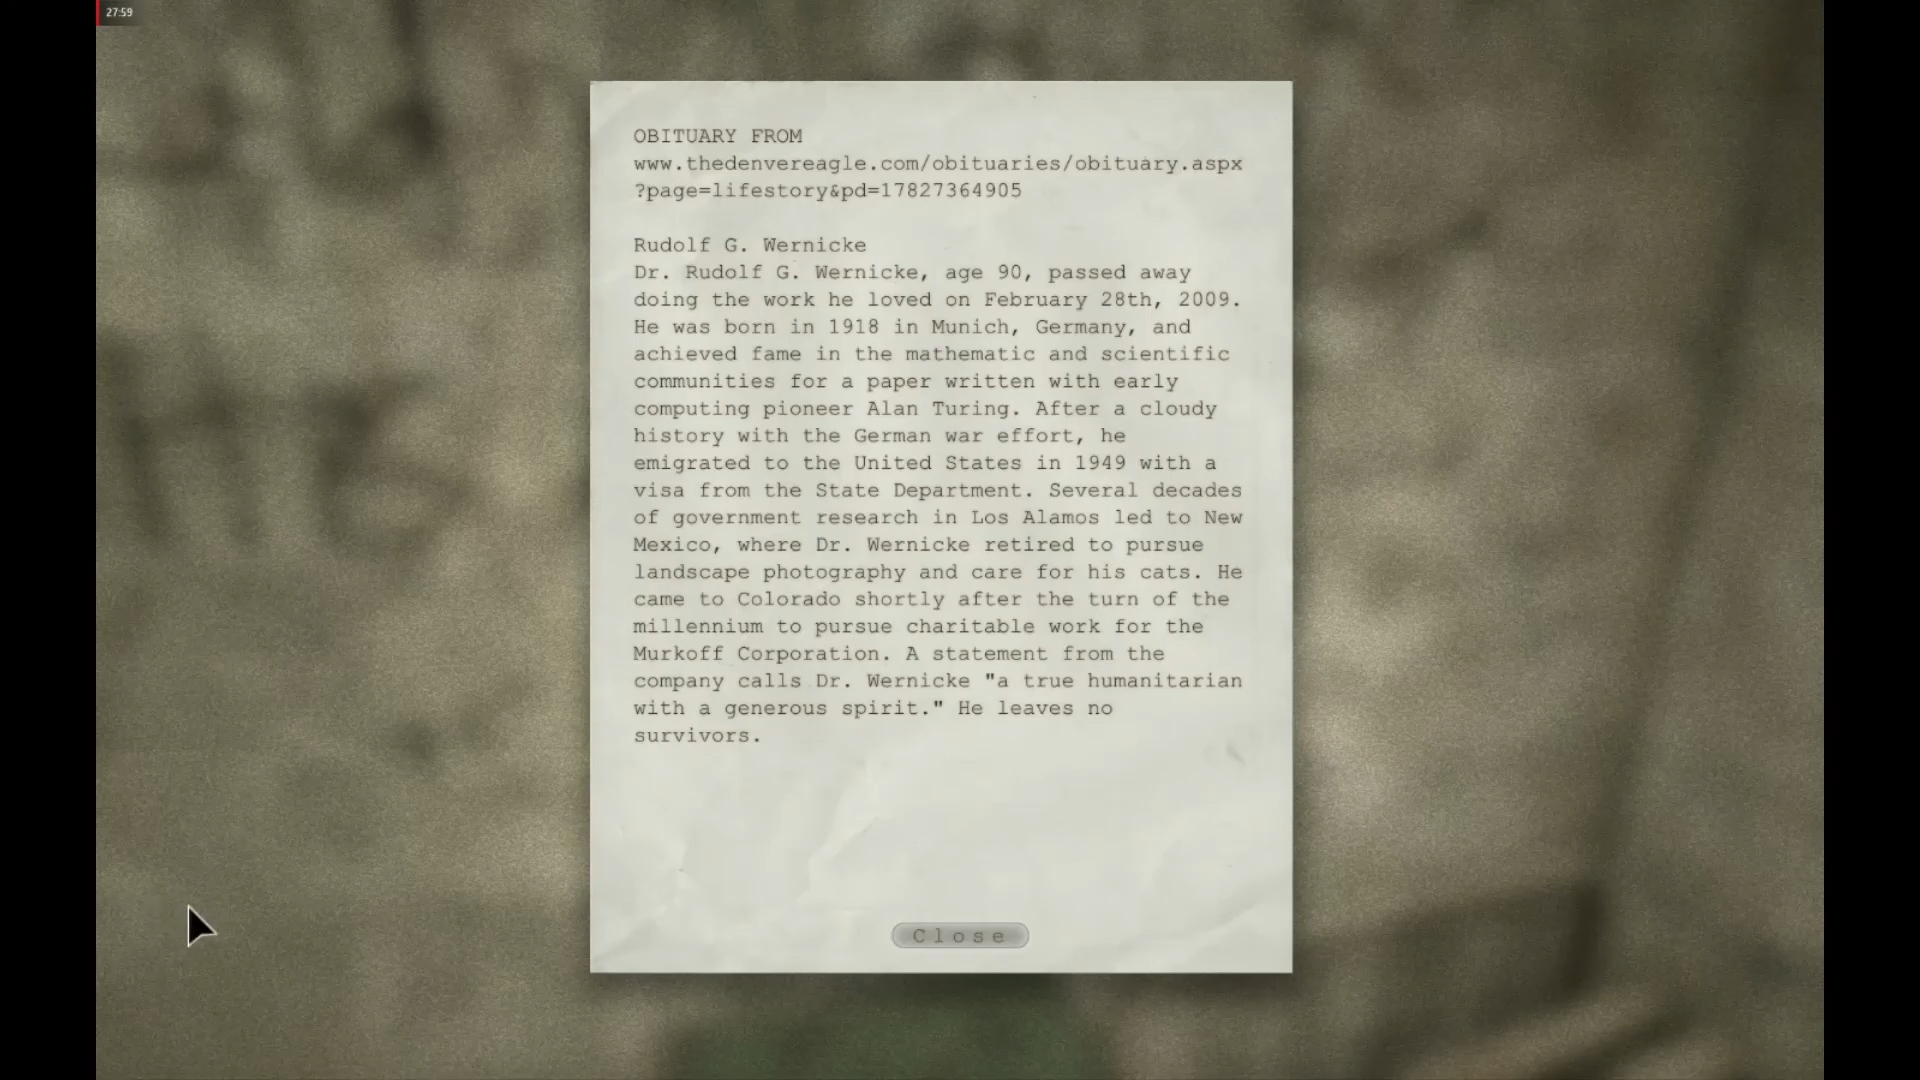 27:59
OBITUARY FROM
www.thedenvereagle.com/obituaries/obituary.aspx
?page=lifestory&pd=17827364905
Rudolf G. Wernicke
Dr. Rudolf G. Wernicke, age 90, passed away
doing the work he loved on February 28th, 2009.
He was born in 1918 in Munich, Germany, and
achieved fame in the mathematic and scientific
communities for a paper written with early
computing pioneer Alan Turing. After a cloudy
history with the German war effort, he
emigrated to the United States in 1949 with a
visa from the State Department. Several decades
of government research in Los Alamos led to New
Mexico, where Dr. Wernicke retired to pursue
landscape photography and care for his cats. He
came to Colorado shortly after the turn of the
millennium to pursue charitable work for the
Murkoff Corporation. A statement from the
company calls Dr. Wernicke "a true humanitarian
with a generous spirit." He leaves no
survivors.
Close